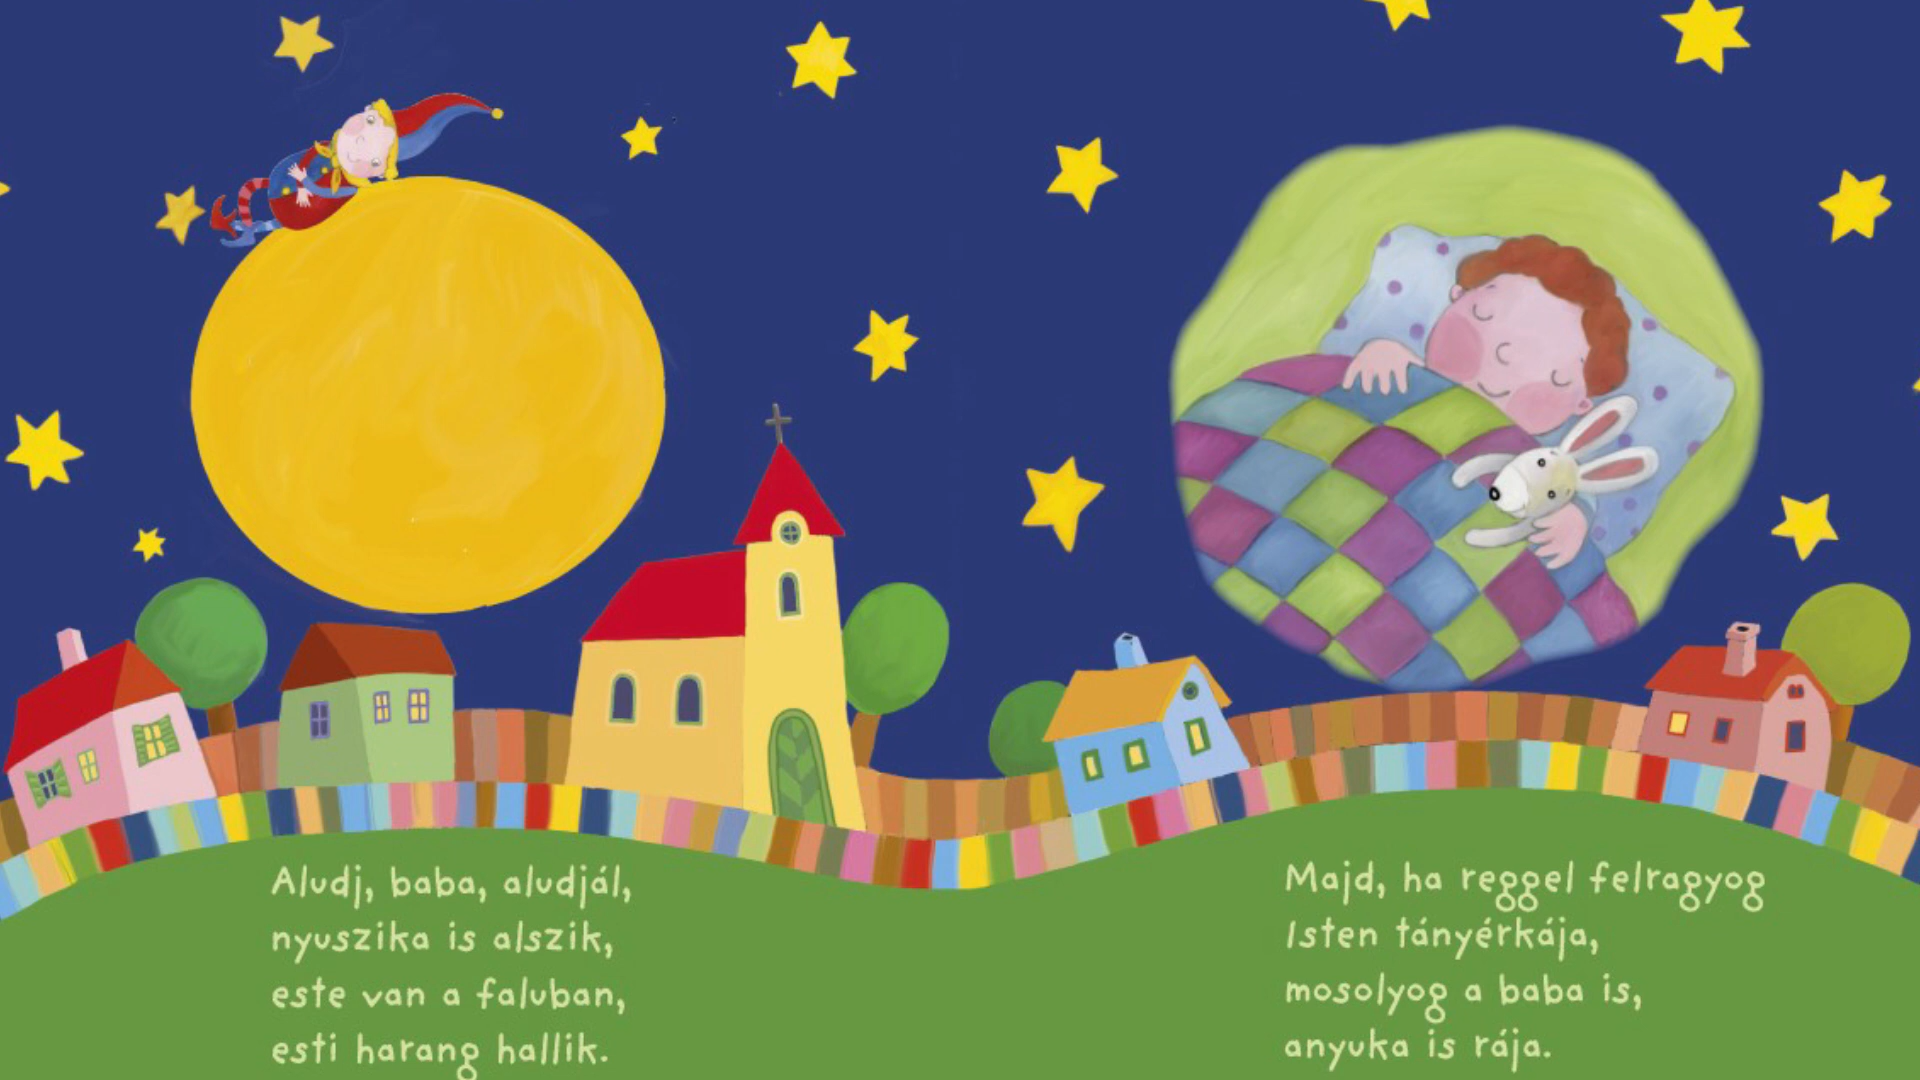 Aludj, baba, aludjál,
nyuszika is alszik,
este van a faluban,
esti harang hallik.
Majd, ha reggel felragyog
Isten tányérkája,
mosolyog a baba is,
anyuka is rája.